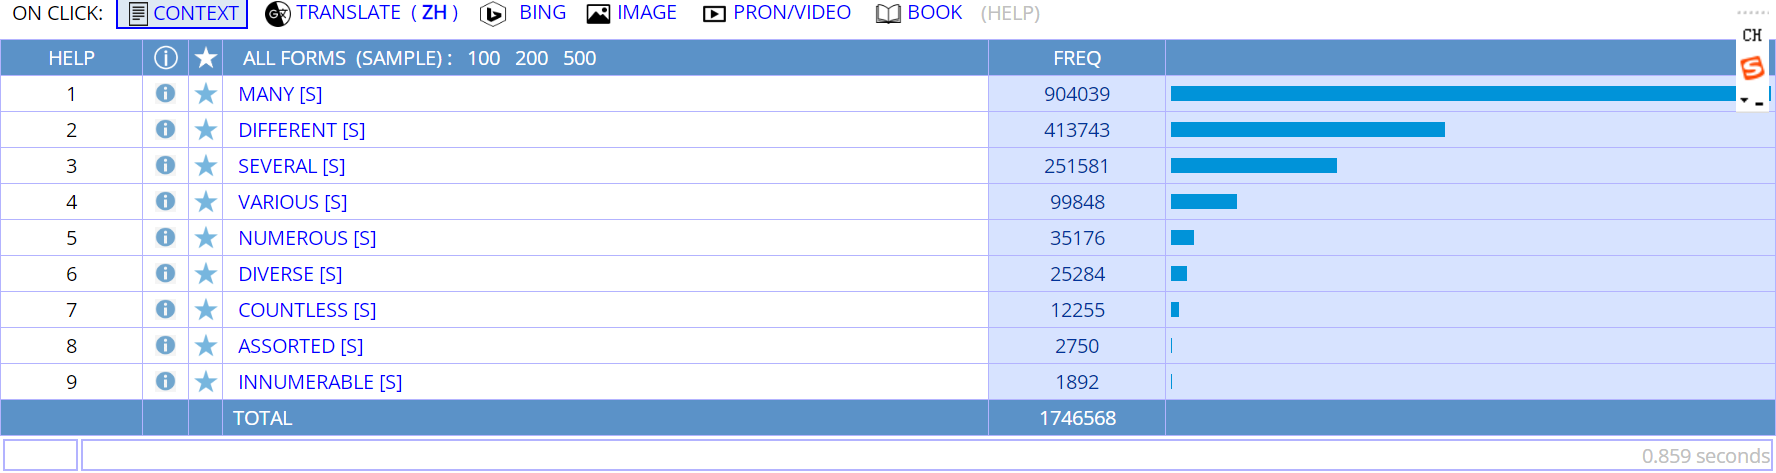 ON CLICK: CONTEXT TRANSLATE ( ZH ) BING IMAGE PRON/VIDEO BOOK (HELP)
CH
HELP ALL FORMS (SAMPLE) : 100 200 500 FREQ
1 MANY [S] 904039
2 DIFFERENT [S] 413743
3 SEVERAL [S] 251581
4 VARIOUS [S] 99848
5 NUMEROUS [S] 35176
6 DIVERSE [S] 25284
7 COUNTLESS [S] 12255
8 ASSORTED [S] 2750
9 INNUMERABLE [S] 1892
TOTAL 1746568
0.859 seconds